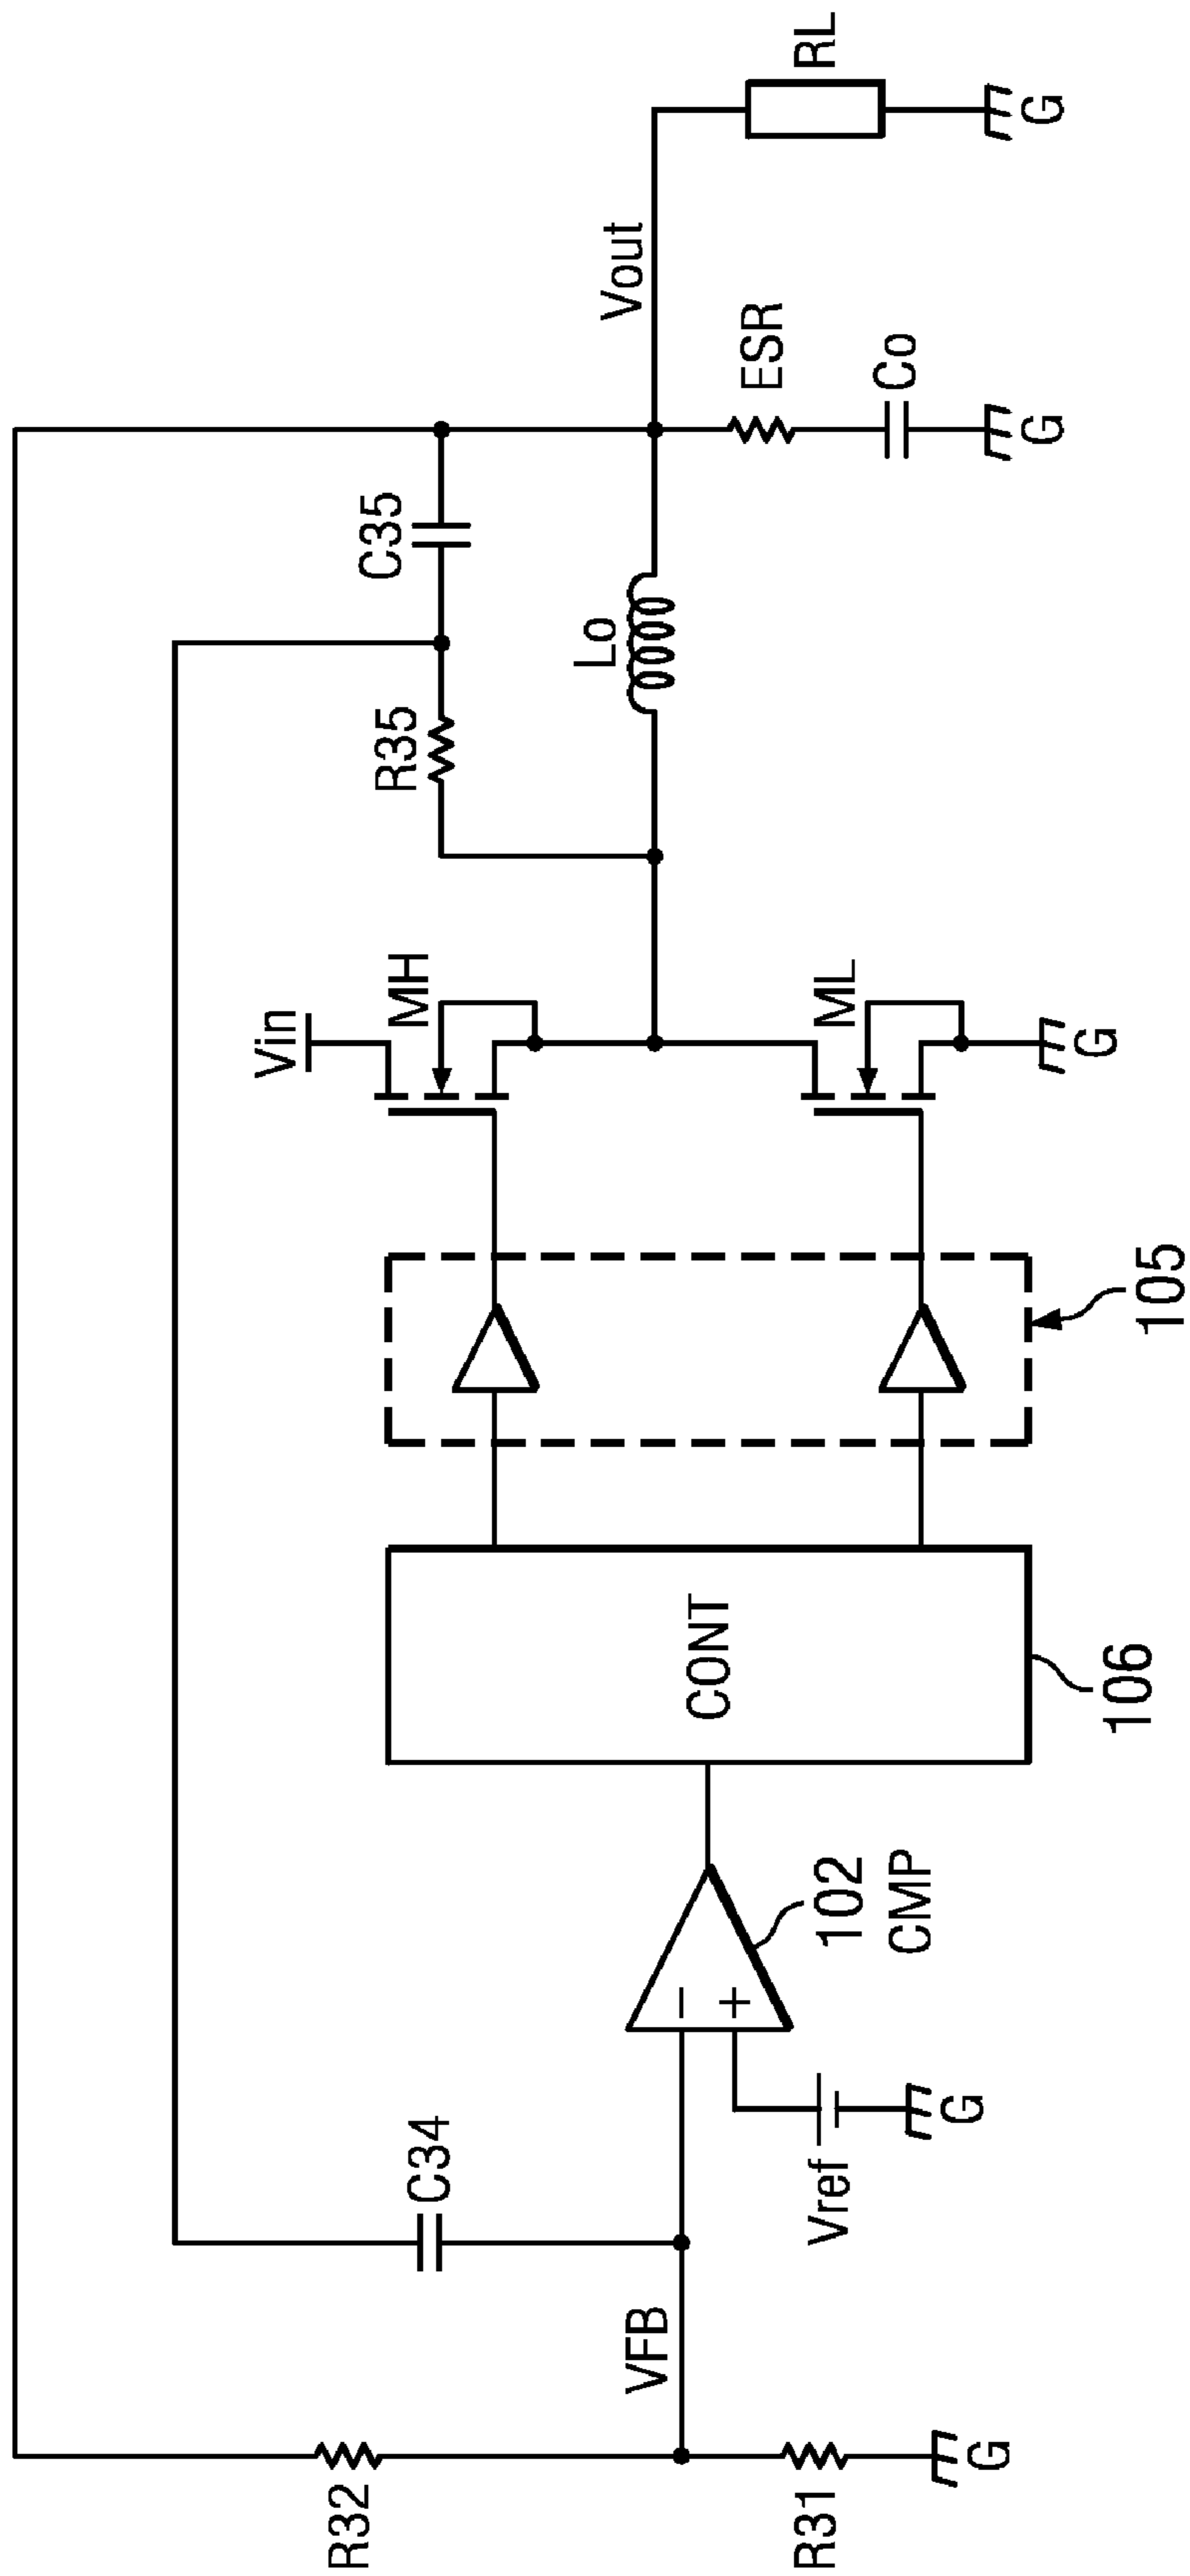 C34
C35
R35
Lo
Vout
RL
Vin
MH
ML
ESR
Co
R32
VFB
R31
Vref
−
+
102
CMP
CONT
106
105
G
G
G
G
G